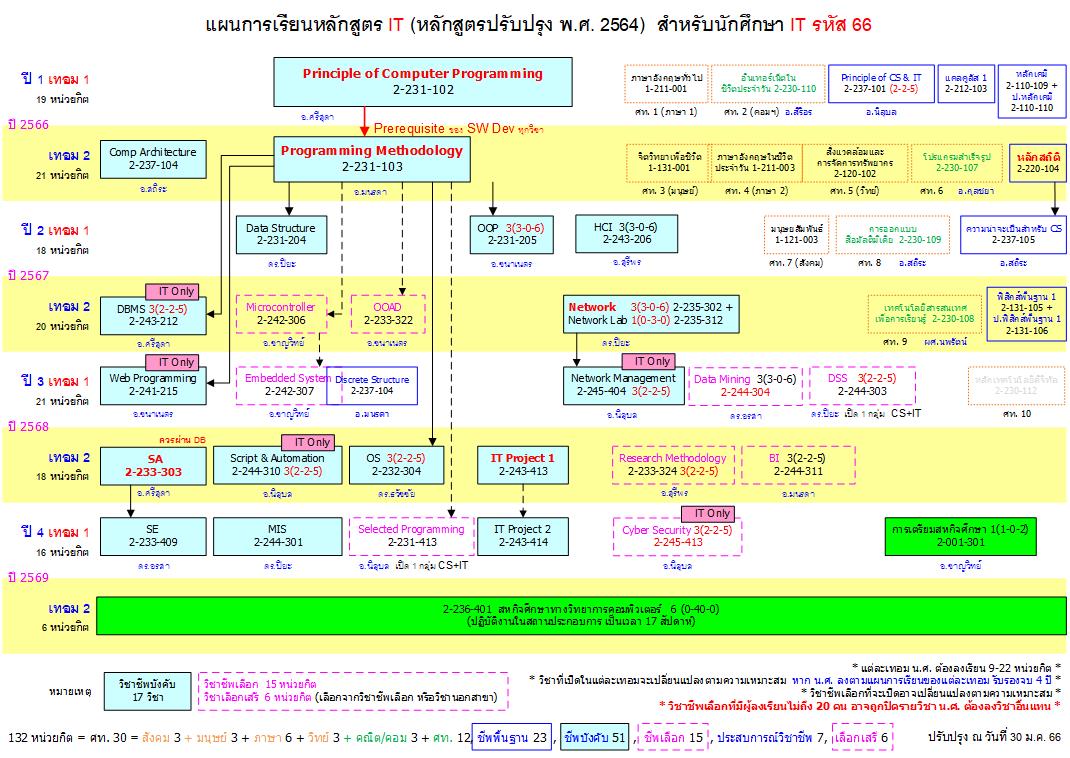 แผนการเรียนหลักสูตร IT (หลักสูตรปรับปรุง พ.ศ. 2564) สำหรับนักศึกษา IT รหัส 66
ปี 1 เทอม 1
19 หน่วยกิต
Principle of Computer Programming
2-231-102
อ.ศรีสุดา
Prerequisite ของ SW Dev ทุกวิชา
ภาษาอังกฤษทั่วไป
1-211-001
ศท. 1 (ภาษา 1)
อินเทอร์เน็ตใน
ชีวิตประจำวัน 2-230-110
ศท. 2 (คอมฯ) อ.สิรีอร
Principle of CS & IT
2-237-101 (2-2-5)
อ.นิลุบล
แคลคูลัส 1
2-212-103
หลักเคมี
2-110-109 +
ป.หลักเคมี
2-110-110
ปี 2566
เทอม 2
21 หน่วยกิต
Comp Architecture
2-237-104
อ.สถิระ
Programming Methodology
2-231-103
อ.มนรดา
จิตวิทยาเพื่อชีวิต
1-131-001
ศท. 3 (มนุษย์)
ภาษาอังกฤษในชีวิต
ประจำวัน 1-211-003
ศท. 4 (ภาษา 2)
สิ่งแวดล้อมและ
การจัดการทรัพยากร
2-120-102
ศท. 5 (วิทย์)
โปรแกรมสำเร็จรูป
2-230-107
ศท. 6
หลักสถิติ
2-220-104
ปี 2 เทอม 1
18 หน่วยกิต
Data Structure
2-231-204
ดร.ปิยะ
OOP 3(3-0-6)
2-231-205
อ.ชนาเนตร
HCI 3(3-0-6)
2-243-206
อ.สุรีพร
มนุษยสัมพันธ์
1-121-003
ศท. 7 (สังคม)
การออกแบบ
สื่อมัลติมีเดีย 2-230-109
ศท. 8 อ.สถิระ
ความน่าจะเป็นสำหรับ CS
2-237-105
อ.สถิระ
ปี 2567
เทอม 2
20 หน่วยกิต
IT Only
DBMS 3(2-2-5)
2-243-212
อ.ศรีสุดา
Microcontroller
2-242-306
อ.ชาญวิทย์
OOAD
2-233-322
อ.ชนาเนตร
Network 3(3-0-6) 2-235-302 +
Network Lab 1(0-3-0) 2-235-312
ดร.ปิยะ
เทคโนโลยีสารสนเทศ
เพื่อการเรียนรู้ 2-230-108
ศท. 9 ผศ.นพรัตน์
ฟิสิกส์พื้นฐาน 1
2-131-105 +
ป.ฟิสิกส์พื้นฐาน 1
2-131-106
ปี 3 เทอม 1
21 หน่วยกิต
IT Only
Web Programming
2-241-215
อ.ชนาเนตร
Embedded System
2-242-307
อ.ชาญวิทย์
Discrete Structure
2-237-104
อ.มนรดา
IT Only
Network Management
2-245-404 3(2-2-5)
อ.นิลุบล
Data Mining 3(3-0-6)
2-244-304
ดร.อรสา
DSS 3(2-2-5)
2-244-303
ดร.ปิยะ เปิด 1 กลุ่ม CS+IT
หลักเทคโนโลยีดิจิทัล
2-230-112
ศท. 10
ปี 2568
เทอม 2
18 หน่วยกิต
ควรผ่าน DB
SA
2-233-303
อ.ศรีสุดา
IT Only
Script & Automation
2-244-310 3(2-2-5)
อ.นิลุบล
OS 3(2-2-5)
2-232-304
ดร.ธวัชชัย
IT Project 1
2-243-413
Research Methodology
2-233-324 3(2-2-5)
อ.สุรีพร
BI 3(2-2-5)
2-244-311
อ.มนรดา
ปี 4 เทอม 1
16 หน่วยกิต
SE
2-233-409
ดร.อรสา
MIS
2-244-301
ดร.ปิยะ
Selected Programming
2-231-413
อ.นิลุบล เปิด 1 กลุ่ม CS+IT
IT Project 2
2-243-414
IT Only
Cyber Security 3(2-2-5)
2-245-413
อ.นิลุบล
การเตรียมสหกิจศึกษา 1(1-0-2)
2-001-301
อ.ชาญวิทย์
ปี 2569
เทอม 2
6 หน่วยกิต
2-236-401 สหกิจศึกษาทางวิทยาการคอมพิวเตอร์ 6 (0-40-0)
(ปฏิบัติงานในสถานประกอบการ เป็นเวลา 17 สัปดาห์)
หมายเหตุ
วิชาชีพบังคับ
17 วิชา
วิชาชีพเลือก 15 หน่วยกิต
วิชาเลือกเสรี 6 หน่วยกิต (เลือกจากวิชาชีพเลือก หรือวิชานอกสาขา)
* แต่ละเทอม น.ศ. ต้องลงเรียน 9-22 หน่วยกิต *
* วิชาที่เปิดในแต่ละเทอมจะเปลี่ยนแปลงตามความเหมาะสม หาก น.ศ. ลงตามแผนการเรียนของแต่ละเทอม รับรองจบ 4 ปี *
* วิชาชีพเลือกที่จะเปิดอาจเปลี่ยนแปลงตามความเหมาะสม *
* วิชาชีพเลือกที่มีผู้ลงเรียนไม่ถึง 20 คน อาจถูกปิดรายวิชา น.ศ. ต้องลงวิชาอื่นแทน *
132 หน่วยกิต = ศท. 30 = สังคม 3 + มนุษย์ 3 + ภาษา 6 + วิทย์ 3 + คณิต/คอม 3 + ศท. 12, ชีพพื้นฐาน 23 , ชีพบังคับ 51 , ชีพเลือก 15 , ประสบการณ์วิชาชีพ 7, เลือกเสรี 6
ปรับปรุง ณ วันที่ 30 ม.ค. 66